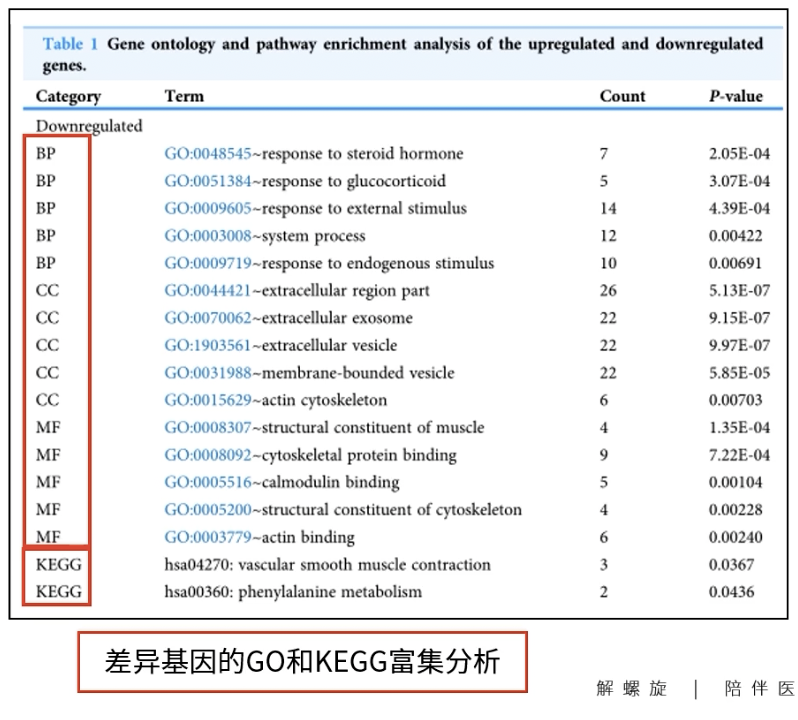 Table 1 Gene ontology and pathway enrichment analysis of the upregulated and downregulated
genes.
Category Term Count P-value
Downregulated
BP GO:0048545~response to steroid hormone 7 2.05E-04
BP GO:0051384~response to glucocorticoid 5 3.07E-04
BP GO:0009605~response to external stimulus 14 4.39E-04
BP GO:0003008~system process 12 0.00422
BP GO:0009719~response to endogenous stimulus 10 0.00691
CC GO:0044421~extracellular region part 26 5.13E-07
CC GO:0070062~extracellular exosome 22 9.15E-07
CC GO:1903561~extracellular vesicle 22 9.97E-07
CC GO:0031988~membrane-bounded vesicle 22 5.85E-05
CC GO:0015629~actin cytoskeleton 6 0.00703
MF GO:0008307~structural constituent of muscle 4 1.35E-04
MF GO:0008092~cytoskeletal protein binding 9 7.22E-04
MF GO:0005516~calmodulin binding 5 0.00104
MF GO:0005200~structural constituent of cytoskeleton 4 0.00228
MF GO:0003779~actin binding 6 0.00240
KEGG hsa04270: vascular smooth muscle contraction 3 0.0367
KEGG hsa00360: phenylalanine metabolism 2 0.0436
差异基因的GO和KEGG富集分析
解螺旋 | 陪伴医